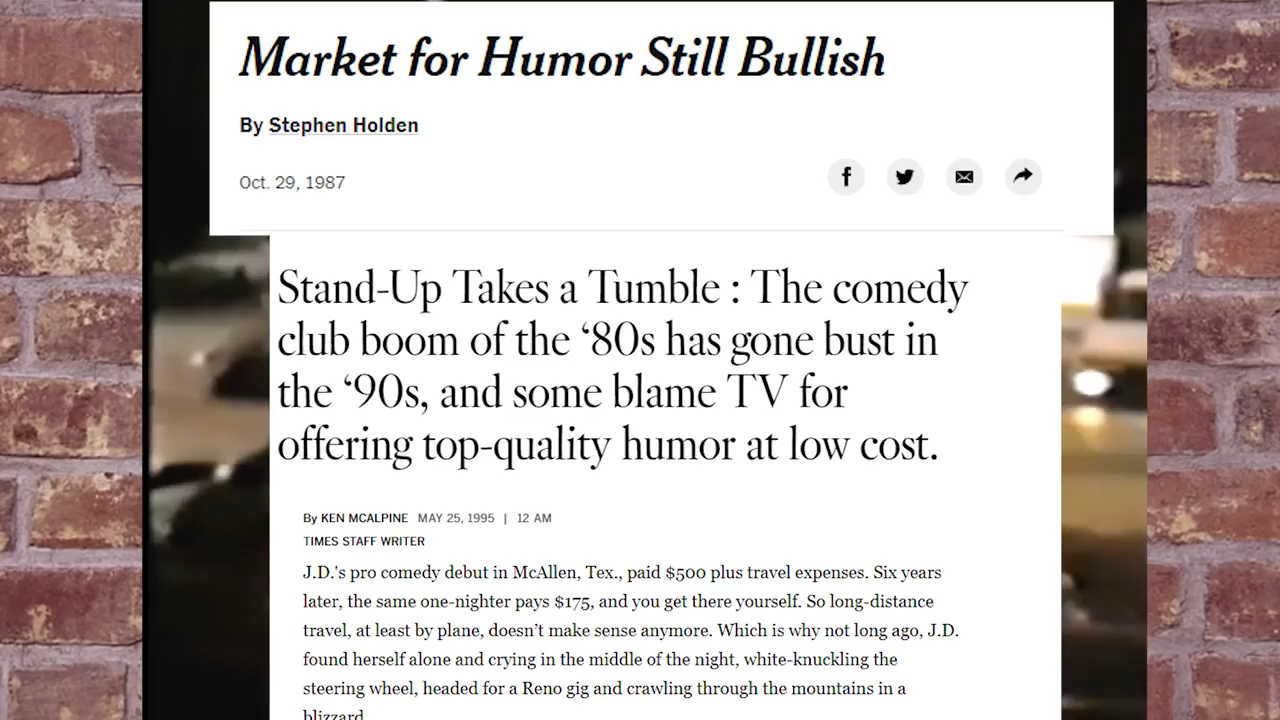 Market for Humor Still Bullish
By Stephen Holden
Oct. 29, 1987
Stand-Up Takes a Tumble : The comedy
club boom of the ‘80s has gone bust in
the ‘90s, and some blame TV for
offering top-quality humor at low cost.
By KEN MCALPINE MAY 25, 1995 | 12 AM
TIMES STAFF WRITER
J.D.'s pro comedy debut in McAllen, Tex., paid $500 plus travel expenses. Six years
later, the same one-nighter pays $175, and you get there yourself. So long-distance
travel, at least by plane, doesn’t make sense anymore. Which is why not long ago, J.D.
found herself alone and crying in the middle of the night, white-knuckling the
steering wheel, headed for a Reno gig and crawling through the mountains in a
blizzard